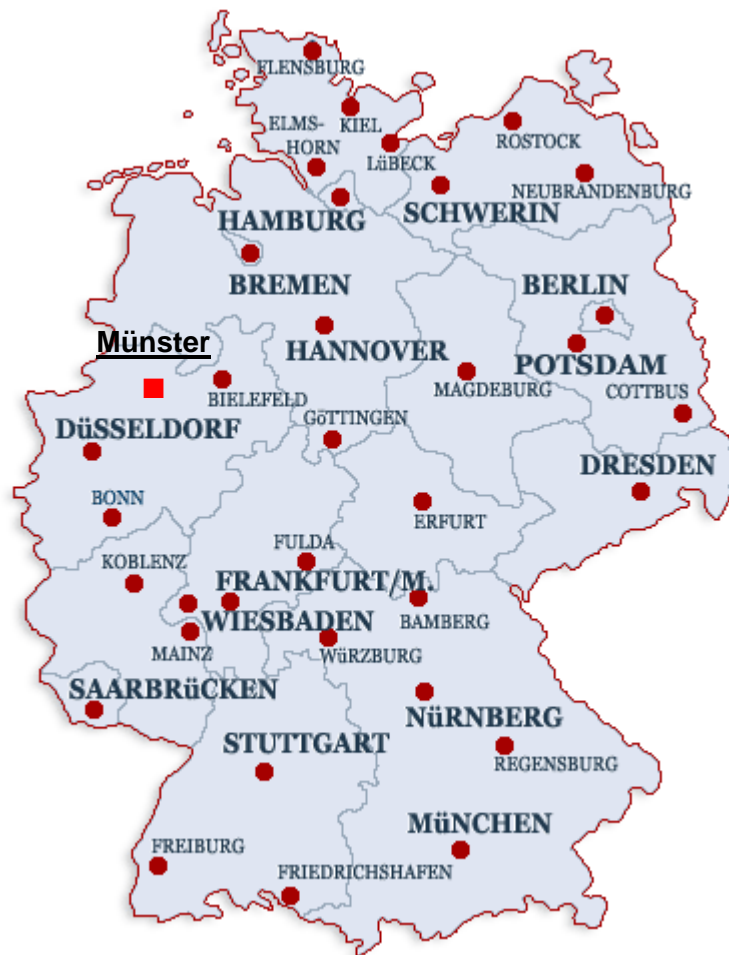 FLENSBURG
KIEL
ELMS-
HORN
LüBECK
ROSTOCK
NEUBRANDENBURG
SCHWERIN
HAMBURG
BREMEN
BERLIN
Münster
HANNOVER
POTSDAM
MAGDEBURG
BIELEFELD
COTTBUS
GöTTINGEN
DüSSELDORF
DRESDEN
BONN
ERFURT
FULDA
KOBLENZ
FRANKFURT/M.
WIESBADEN
BAMBERG
MAINZ
WüRZBURG
SAARBRüCKEN
NüRNBERG
STUTTGART
REGENSBURG
MüNCHEN
FREIBURG
FRIEDRICHSHAFEN